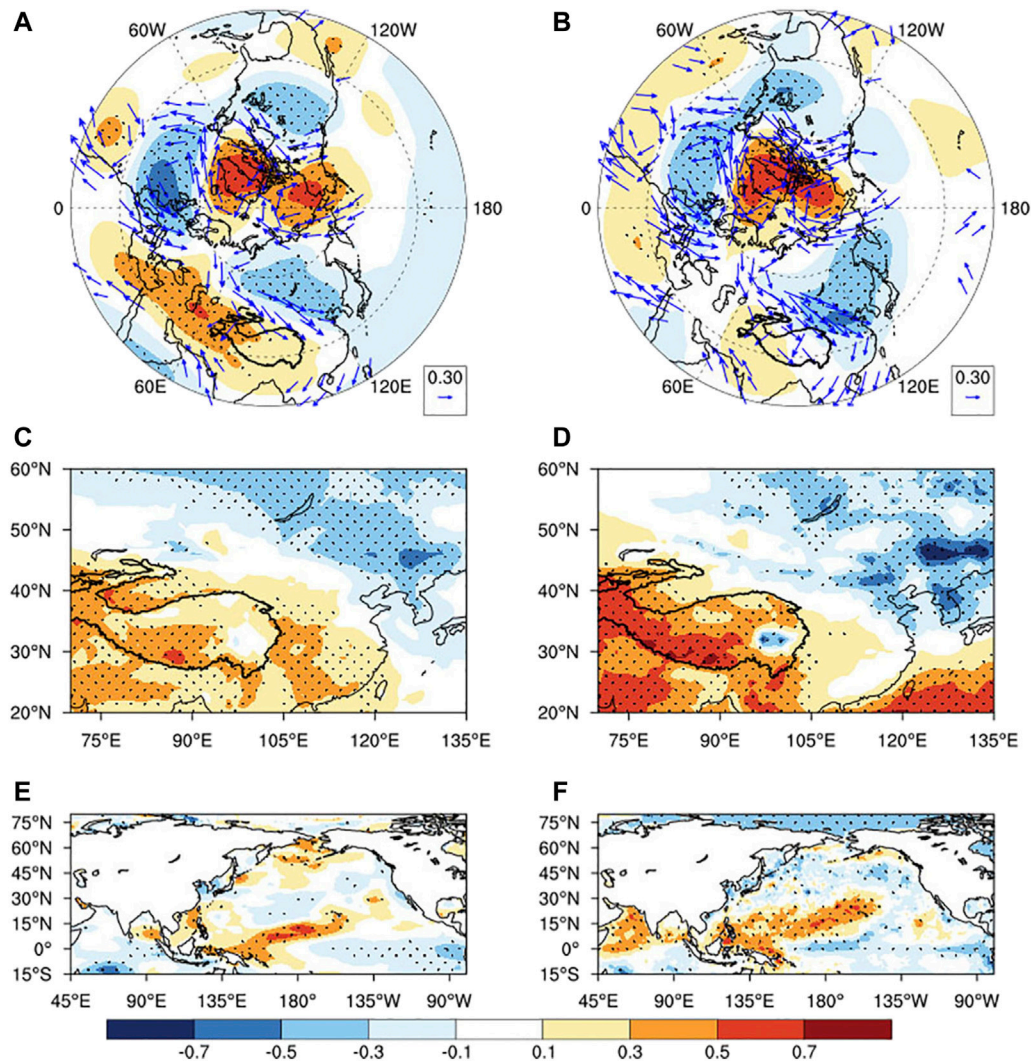 A
B
60W
120W
60W
120W
0
180
0
180
60E
120E
0.30
60E
120E
0.30
C
D
60°N
50°N
40°N
30°N
20°N
75°E
90°E
105°E
120°E
135°E
60°N
50°N
40°N
30°N
20°N
75°E
90°E
105°E
120°E
135°E
E
F
75°N
60°N
45°N
30°N
15°N
0°
15°S
45°E
90°E
135°E
180°
135°W
90°W
75°N
60°N
45°N
30°N
15°N
0°
15°S
45°E
90°E
135°E
180°
135°W
90°W
-0.7
-0.5
-0.3
-0.1
0.1
0.3
0.5
0.7